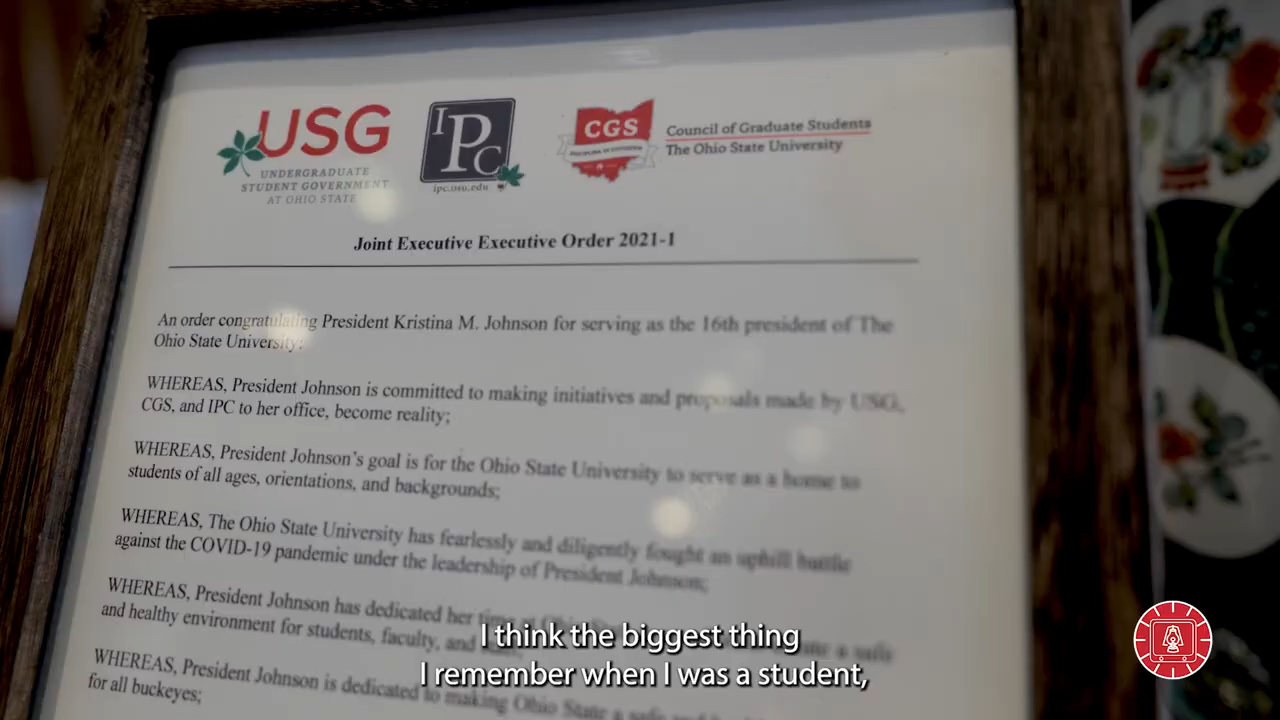 USG
UNDERGRADUATE
STUDENT GOVERNMENT
AT OHIO STATE
IPC
ipc.osu.edu
CGS
Council of Graduate Students
The Ohio State University
Joint Executive Executive Order 2021-1
An order congratulating President Kristina M. Johnson for serving as the 16th president of The
Ohio State University:
WHEREAS, President Johnson is committed to making initiatives and proposals made by USG,
CGS, and IPC to her office, become reality;
WHEREAS, President Johnson's goal is for the Ohio State University to serve as a home to
students of all ages, orientations, and backgrounds;
WHEREAS, The Ohio State University has fearlessly and diligently fought an uphill battle
against the COVID-19 pandemic under the leadership of President Johnson;
WHEREAS, President Johnson has dedicated her a safe
and healthy environment for students, faculty, and
WHEREAS, President Johnson is dedicated to making Ohio State a safe
for all buckeyes;
I think the biggest thing
I remember when I was a student,